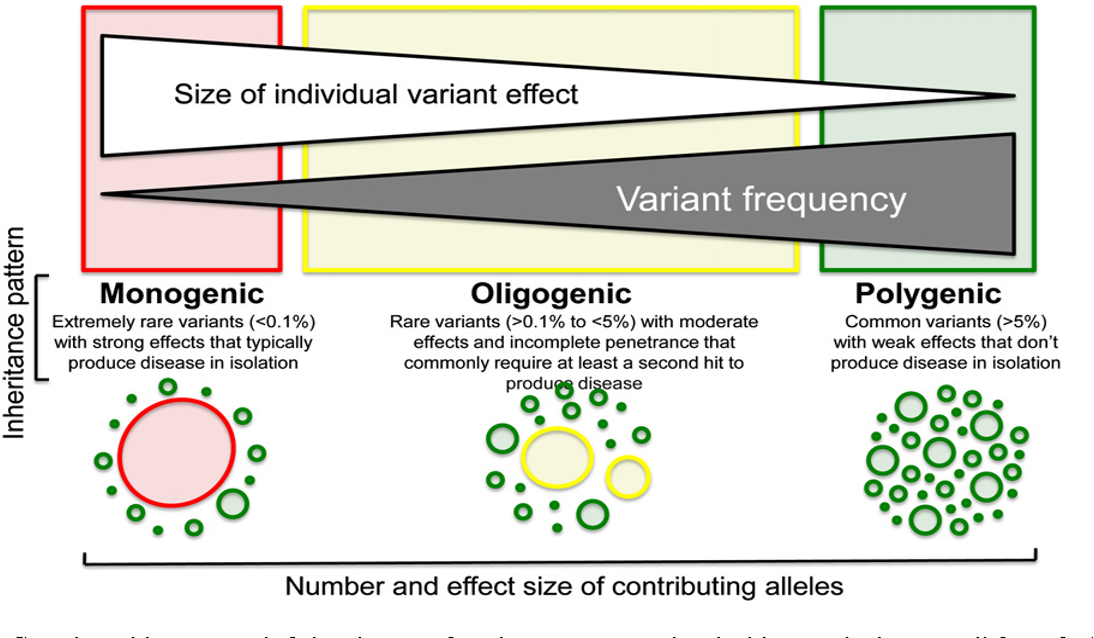 Size of individual variant effect
Variant frequency
Inheritance pattern
Monogenic
Extremely rare variants (<0.1%)
with strong effects that typically
produce disease in isolation
Oligogenic
Rare variants (>0.1% to <5%) with moderate
effects and incomplete penetrance that
commonly require at least a second hit to
produce disease
Polygenic
Common variants (>5%)
with weak effects that don't
produce disease in isolation
Number and effect size of contributing alleles